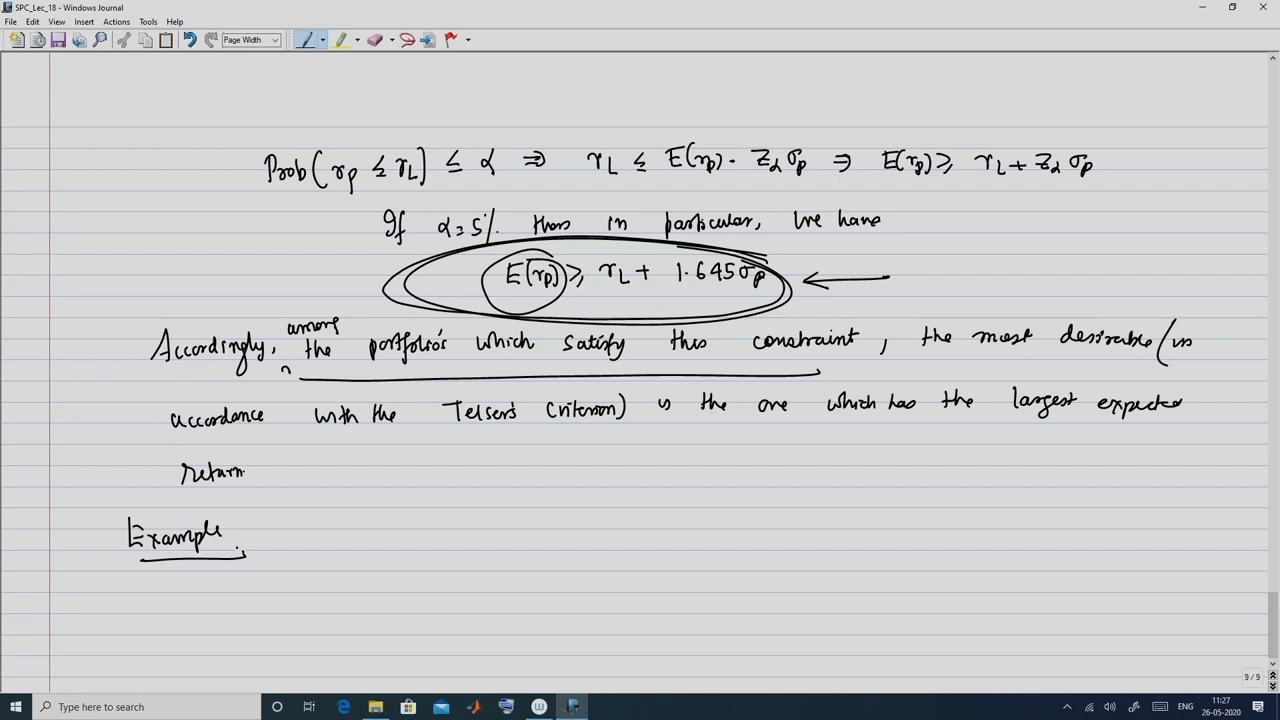 SPC_Lec_18 - Windows Journal
File Edit View Insert Actions Tools Help
Page Width
Prob(rp ≤ rL) ≤ α ⇒ rL ≤ E(rp) - Zα σp ⇒ E(rp) ≥ rL + Zα σp
If α = 5% then in particular, we have
E(rp) ≥ rL + 1.645 σp
among
Accordingly, the portfolio's which satisfy this constraint, the most desirable (in
accordance with the Telser's Criterion) is the one which has the largest expected
return.
Example
9 / 9
Type here to search
ENG
11:27
26-05-2020